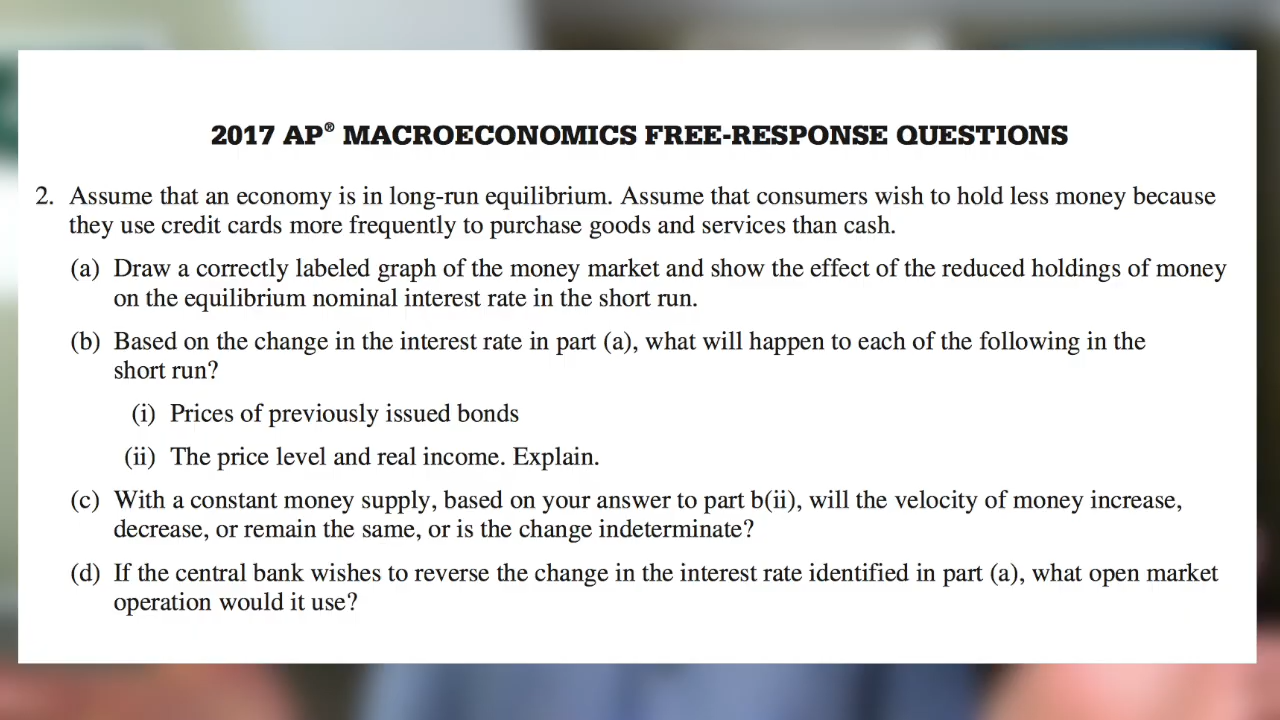 2017 AP® MACROECONOMICS FREE-RESPONSE QUESTIONS
2. Assume that an economy is in long-run equilibrium. Assume that consumers wish to hold less money because
they use credit cards more frequently to purchase goods and services than cash.
(a) Draw a correctly labeled graph of the money market and show the effect of the reduced holdings of money
on the equilibrium nominal interest rate in the short run.
(b) Based on the change in the interest rate in part (a), what will happen to each of the following in the
short run?
(i) Prices of previously issued bonds
(ii) The price level and real income. Explain.
(c) With a constant money supply, based on your answer to part b(ii), will the velocity of money increase,
decrease, or remain the same, or is the change indeterminate?
(d) If the central bank wishes to reverse the change in the interest rate identified in part (a), what open market
operation would it use?